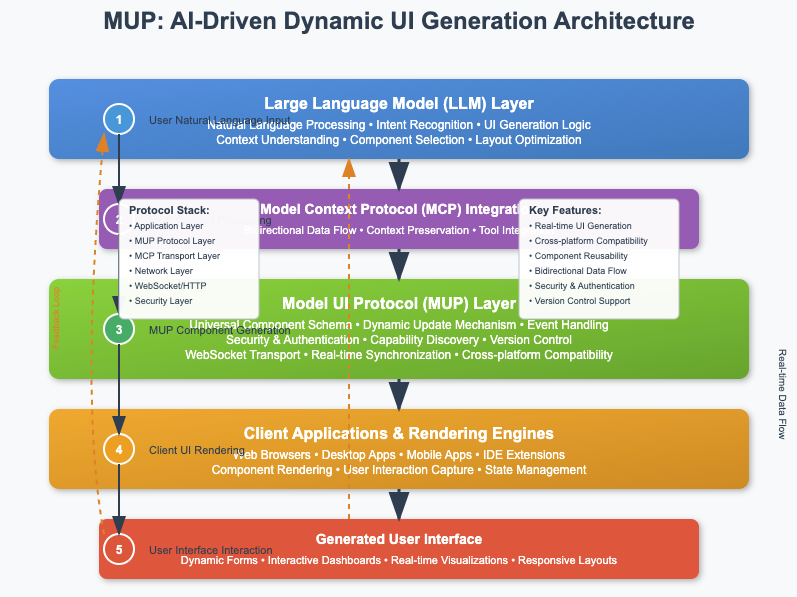 MUP: AI-Driven Dynamic UI Generation Architecture
Large Language Model (LLM) Layer
1
User Natural Language Input
Natural Language Processing • Intent Recognition • UI Generation Logic
Context Understanding • Component Selection • Layout Optimization
Model Context Protocol (MCP)
2
Data Flow • Context Preservation • Tool
Protocol Stack:
• Application Layer
• MUP Protocol Layer
• MCP Transport Layer
• Network Layer
• WebSocket/HTTP
• Security Layer
Key Features:
• Real-time UI Generation
• Cross-platform Compatibility
• Component Reusability
• Bidirectional Data Flow
• Security & Authentication
• Version Control Support
Feedback Loop
Model UI Protocol (MUP) Layer
3
MUP Component Generation
Universal Component Schema • Dynamic Update Mechanism • Event Handling
Security & Authentication • Capability Discovery • Version Control
WebSocket Transport • Real-time Synchronization • Cross-platform Compatibility
Real-time Data Flow
Client Applications & Rendering Engines
4
Client UI Rendering
Web Browsers • Desktop Apps • Mobile Apps • IDE Extensions
Component Rendering • User Interaction Capture • State Management
Generated User Interface
5
User Interface Interaction
Dynamic Forms • Interactive Dashboards • Real-time Visualizations • Responsive Layouts